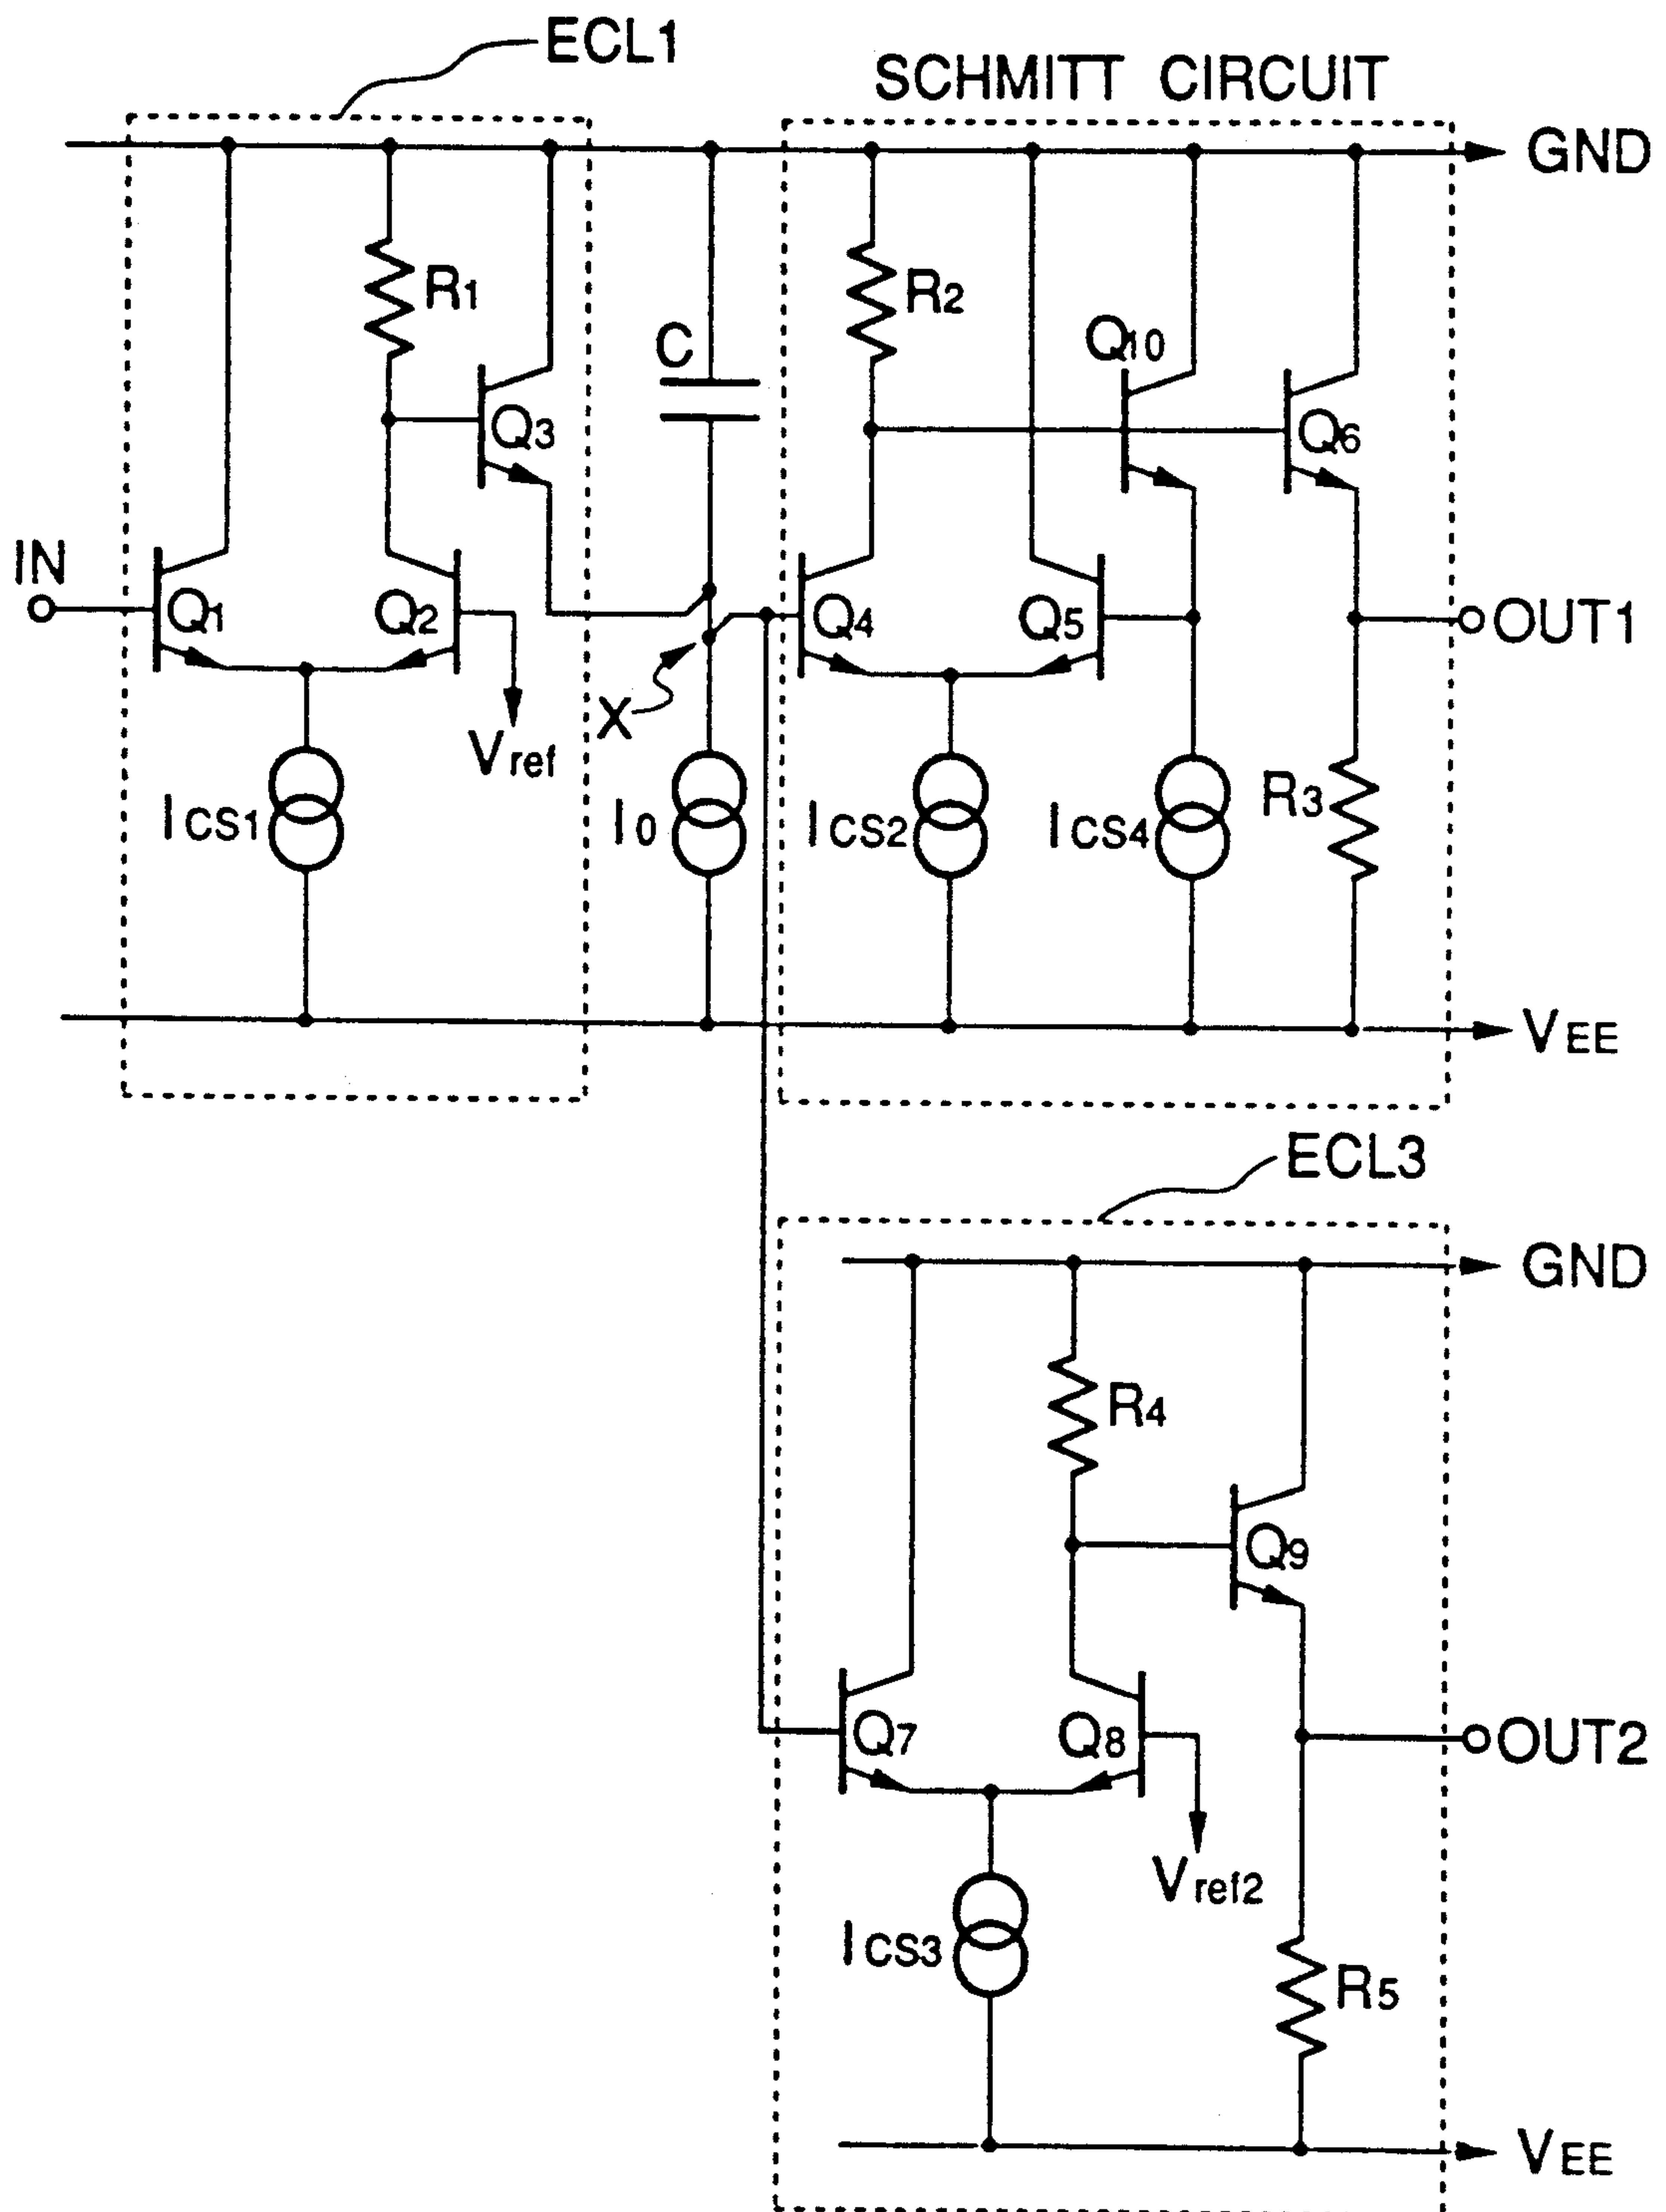 ECL1
SCHMITT CIRCUIT
GND
R1
R2
C
Q10
Q3
Q6
IN
Q1
Q2
Q4
Q5
OUT1
X
Vref
ICS1
I0
ICS2
ICS4
R3
VEE
ECL3
GND
R4
Q9
Q7
Q8
OUT2
Vref2
ICS3
R5
VEE